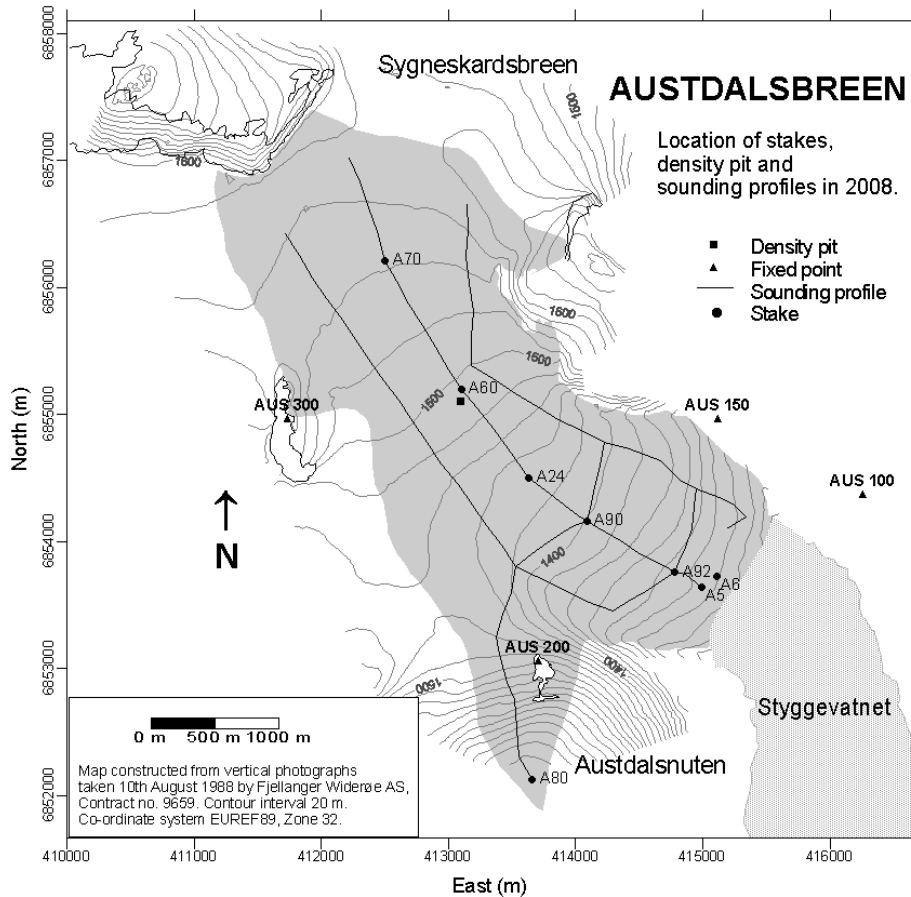 Sygneskardsbreen
AUSTDALSBREEN
Location of stakes,
density pit and
sounding profiles in 2008.
Density pit
Fixed point
Sounding profile
Stake
1600
1600
1600
1500
1500
1400
1500
1400
A70
A60
AUS 300
AUS 150
AUS 100
A24
A90
A92
A6
A5
AUS 200
A80
N
Styggevatnet
Austdalsnuten
0 m 500 m 1000 m
Map constructed from vertical photographs
taken 10th August 1988 by Fjellanger Widerøe AS,
Contract no. 9659. Contour interval 20 m.
Co-ordinate system EUREF89, Zone 32.
North (m)
6858000
6857000
6856000
6855000
6854000
6853000
6852000
410000 411000 412000 413000 414000 415000 416000
East (m)